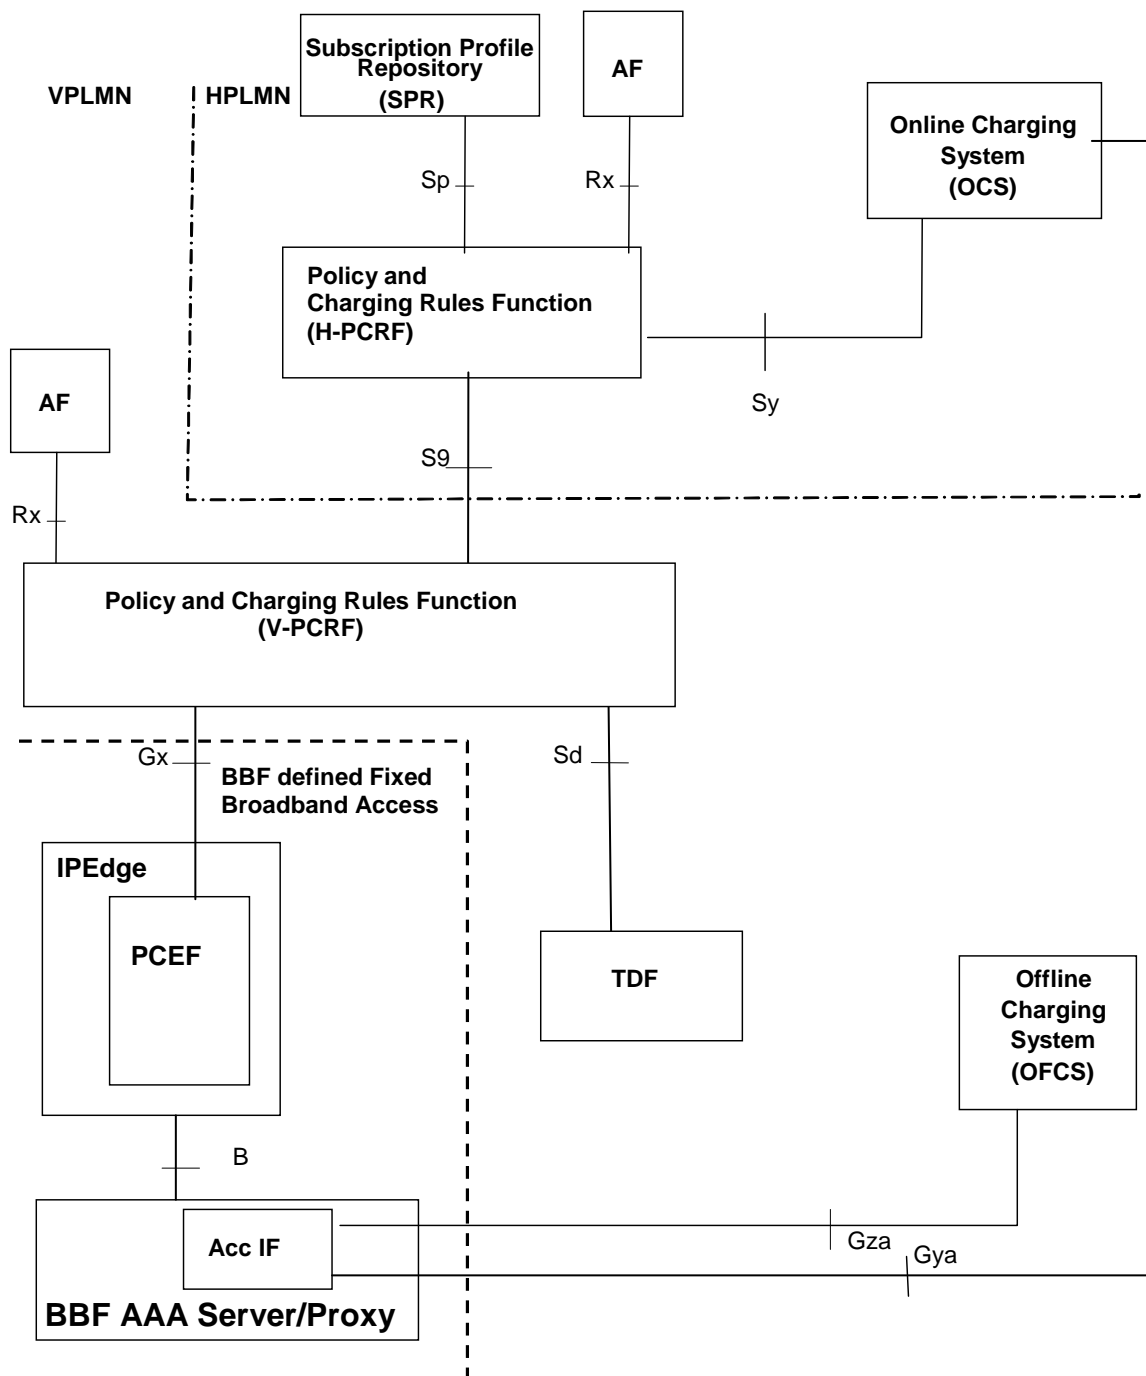 Subscription Profile
Repository
(SPR)
AF
VPLMN
HPLMN
Online Charging
System
(OCS)
Sp
Rx
Policy and
Charging Rules Function
(H-PCRF)
Sy
AF
S9
Rx
Policy and Charging Rules Function
(V-PCRF)
Gx
Sd
BBF defined Fixed
Broadband Access
IPEdge
PCEF
TDF
Offline
Charging
System
(OFCS)
B
Acc IF
Gza
Gya
BBF AAA Server/Proxy